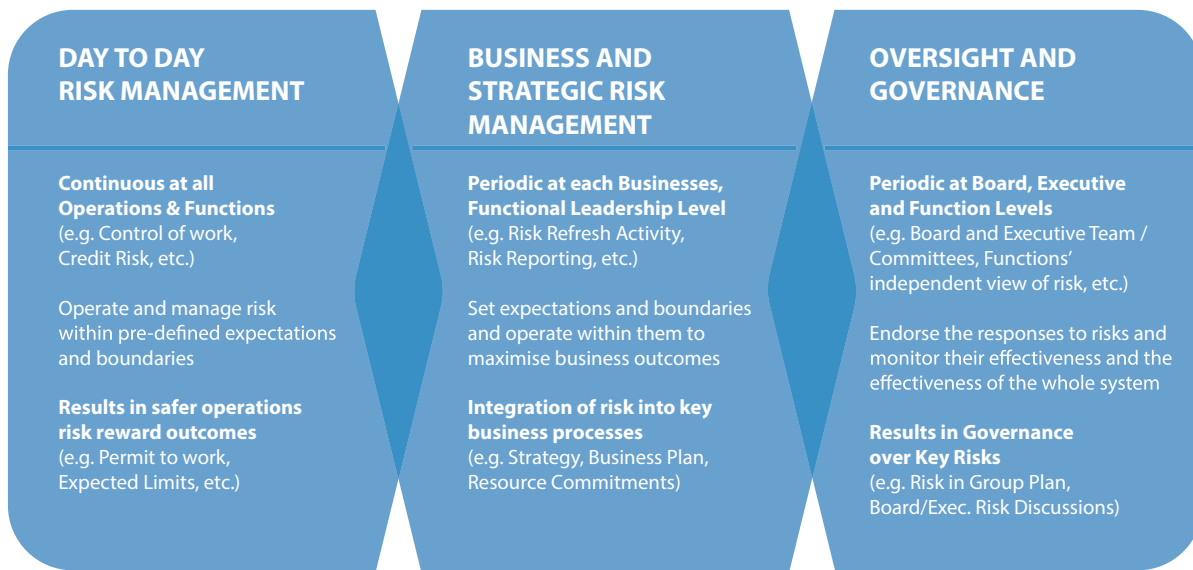 DAY TO DAY
RISK MANAGEMENT
Continuous at all
Operations & Functions
(e.g. Control of work,
Credit Risk, etc.)
Operate and manage risk
within pre-defined expectations
and boundaries
Results in safer operations
risk reward outcomes
(e.g. Permit to work,
Expected Limits, etc.)
BUSINESS AND
STRATEGIC RISK
MANAGEMENT
Periodic at each Businesses,
Functional Leadership Level
(e.g. Risk Refresh Activity,
Risk Reporting, etc.)
Set expectations and boundaries
and operate within them to
maximise business outcomes
Integration of risk into key
business processes
(e.g. Strategy, Business Plan,
Resource Commitments)
OVERSIGHT AND
GOVERNANCE
Periodic at Board, Executive
and Function Levels
(e.g. Board and Executive Team /
Committees, Functions’
independent view of risk, etc.)
Endorse the responses to risks and
monitor their effectiveness and the
effectiveness of the whole system
Results in Governance
over Key Risks
(e.g. Risk in Group Plan,
Board/Exec. Risk Discussions)